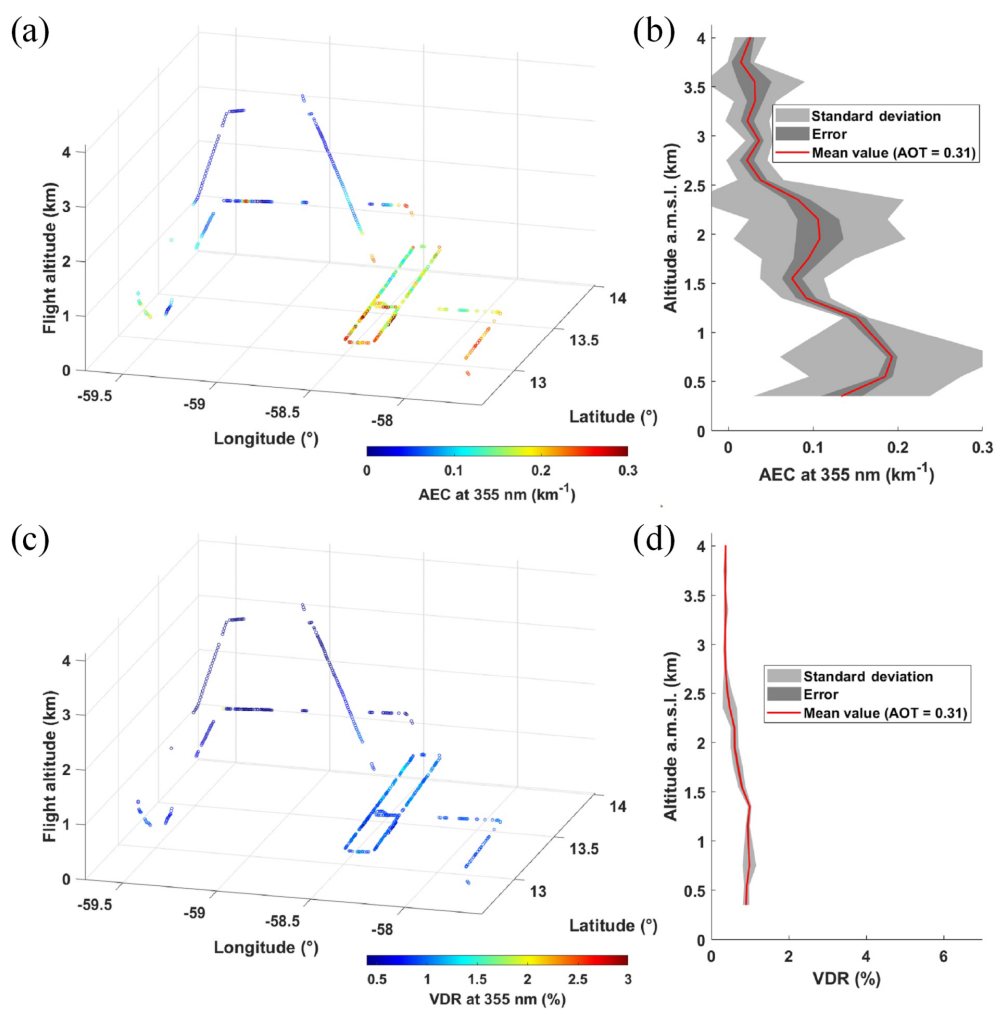 (a)
Flight altitude (km)
4
3
2
1
0
-59.5
-59
-58.5
-58
Longitude (°)
13
13.5
14
Latitude (°)
0
0.1
0.2
0.3
AEC at 355 nm (km-1)
(b)
Altitude a.m.s.l. (km)
4
3.5
3
2.5
2
1.5
1
0.5
0
Standard deviation
Error
Mean value (AOT = 0.31)
0
0.1
0.2
0.3
AEC at 355 nm (km-1)
(c)
Flight altitude (km)
4
3
2
1
0
-59.5
-59
-58.5
-58
Longitude (°)
13
13.5
14
Latitude (°)
0.5
1
1.5
2
2.5
3
VDR at 355 nm (%)
(d)
Altitude a.m.s.l. (km)
4
3.5
3
2.5
2
1.5
1
0.5
0
Standard deviation
Error
Mean value (AOT = 0.31)
0
2
4
6
VDR (%)